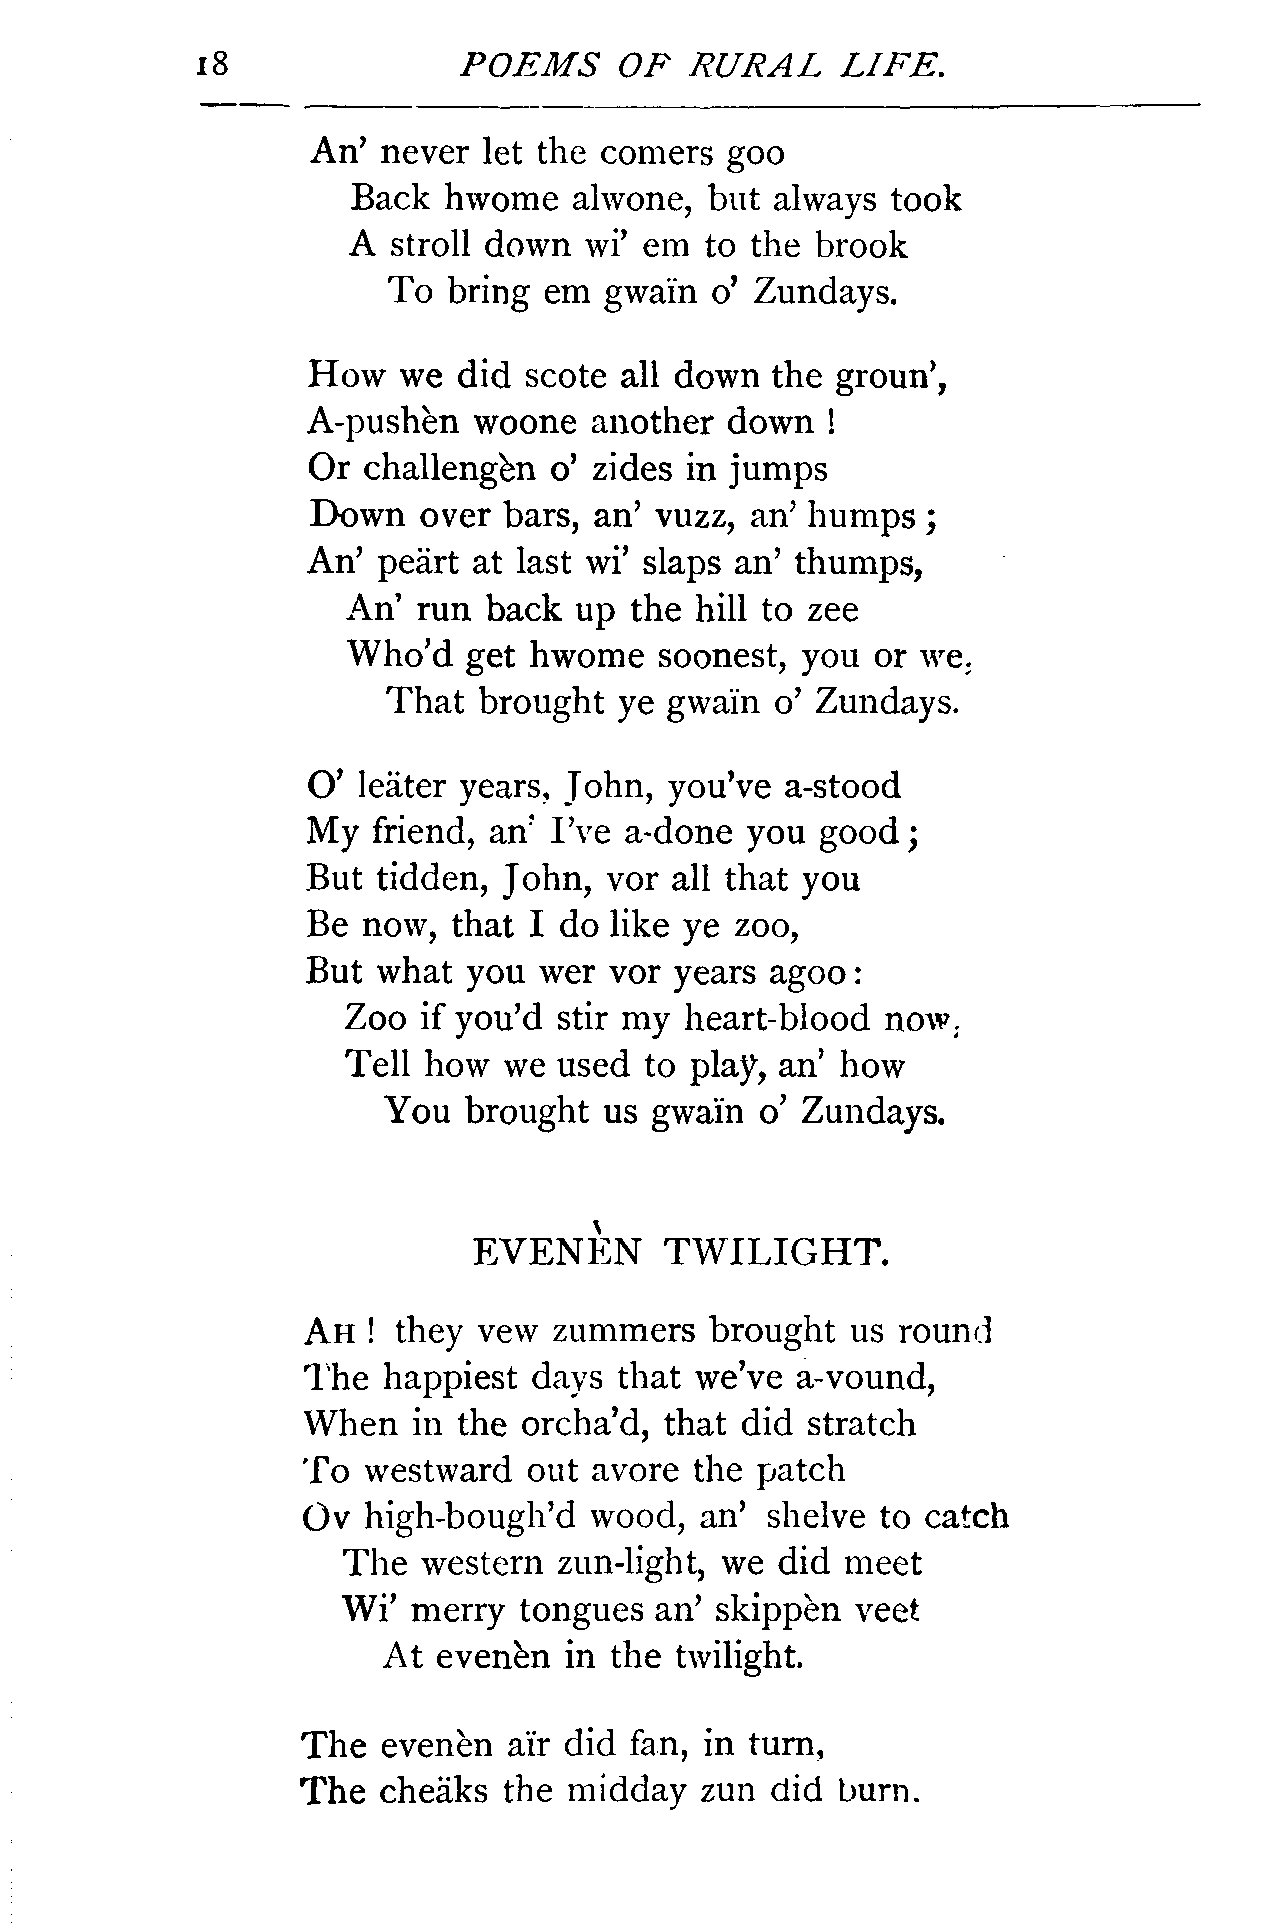 18 POEMS OF RURAL LIFE.
An' never let the comers goo
Back hwome alwone, but always took
A stroll down wi' em to the brook
To bring em gwaïn o' Zundays.
How we did scote all down the groun',
A-pushèn woone another down !
Or challengèn o' zides in jumps
Down over bars, an' vuzz, an' humps ;
An' peärt at last wi' slaps an' thumps,
An' run back up the hill to zee
Who'd get hwome soonest, you or we,
That brought ye gwaïn o' Zundays.
O' leäter years, John, you've a-stood
My friend, an' I've a-done you good ;
But tidden, John, vor all that you
Be now, that I do like ye zoo,
But what you wer vor years agoo :
Zoo if you'd stir my heart-blood now,
Tell how we used to play, an' how
You brought us gwaïn o' Zundays.
EVENÈN TWILIGHT.
AH ! they vew zummers brought us round
The happiest days that we've a-vound,
When in the orcha'd, that did stratch
To westward out avore the patch
Ov high-bough'd wood, an' shelve to catch
The western zun-light, we did meet
Wi' merry tongues an' skippèn veet
At evenèn in the twilight.
The evenèn aïr did fan, in turn,
The cheäks the midday zun did burn.